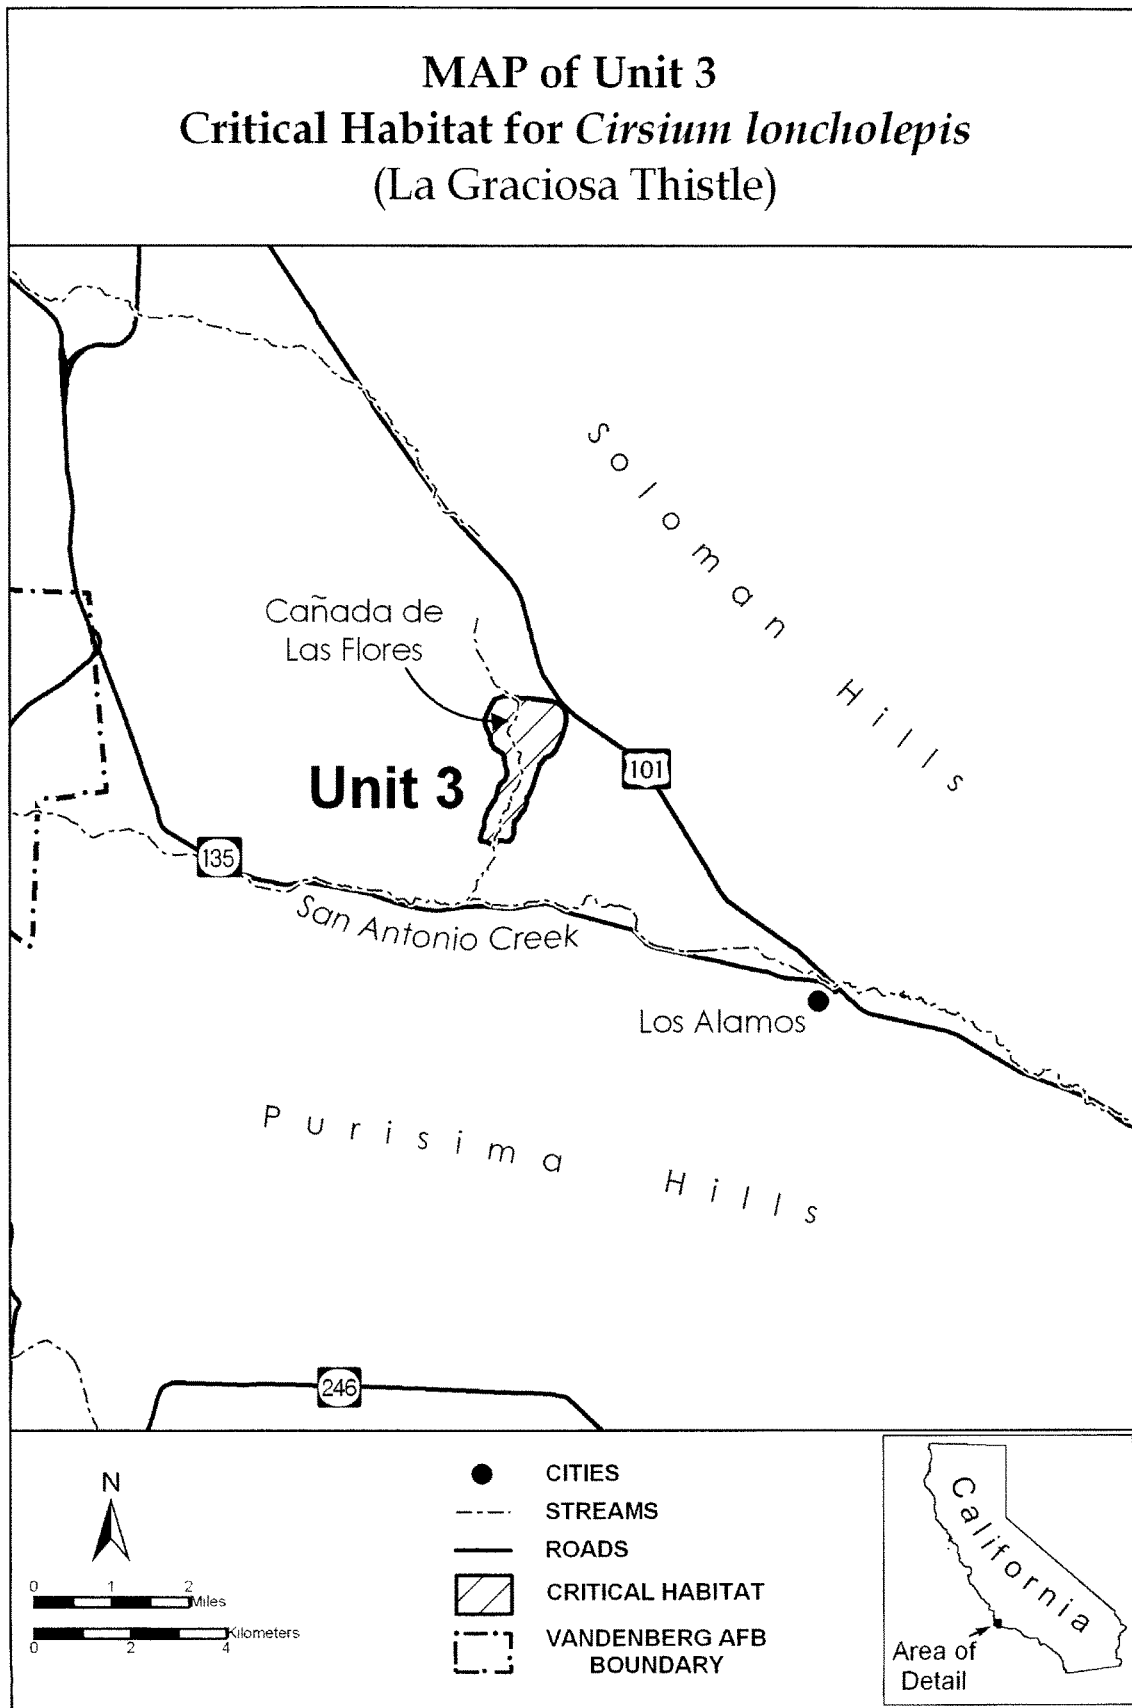 MAP of Unit 3
Critical Habitat for Cirsium loncholepis
(La Graciosa Thistle)
Soloman Hills
Cañada de
Las Flores
Unit 3
101
135
San Antonio Creek
Los Alamos
Purisima Hills
246
N
0 1 2
Miles
Kilometers
0 2 4
CITIES
STREAMS
ROADS
CRITICAL HABITAT
VANDENBERG AFB
BOUNDARY
California
Area of
Detail